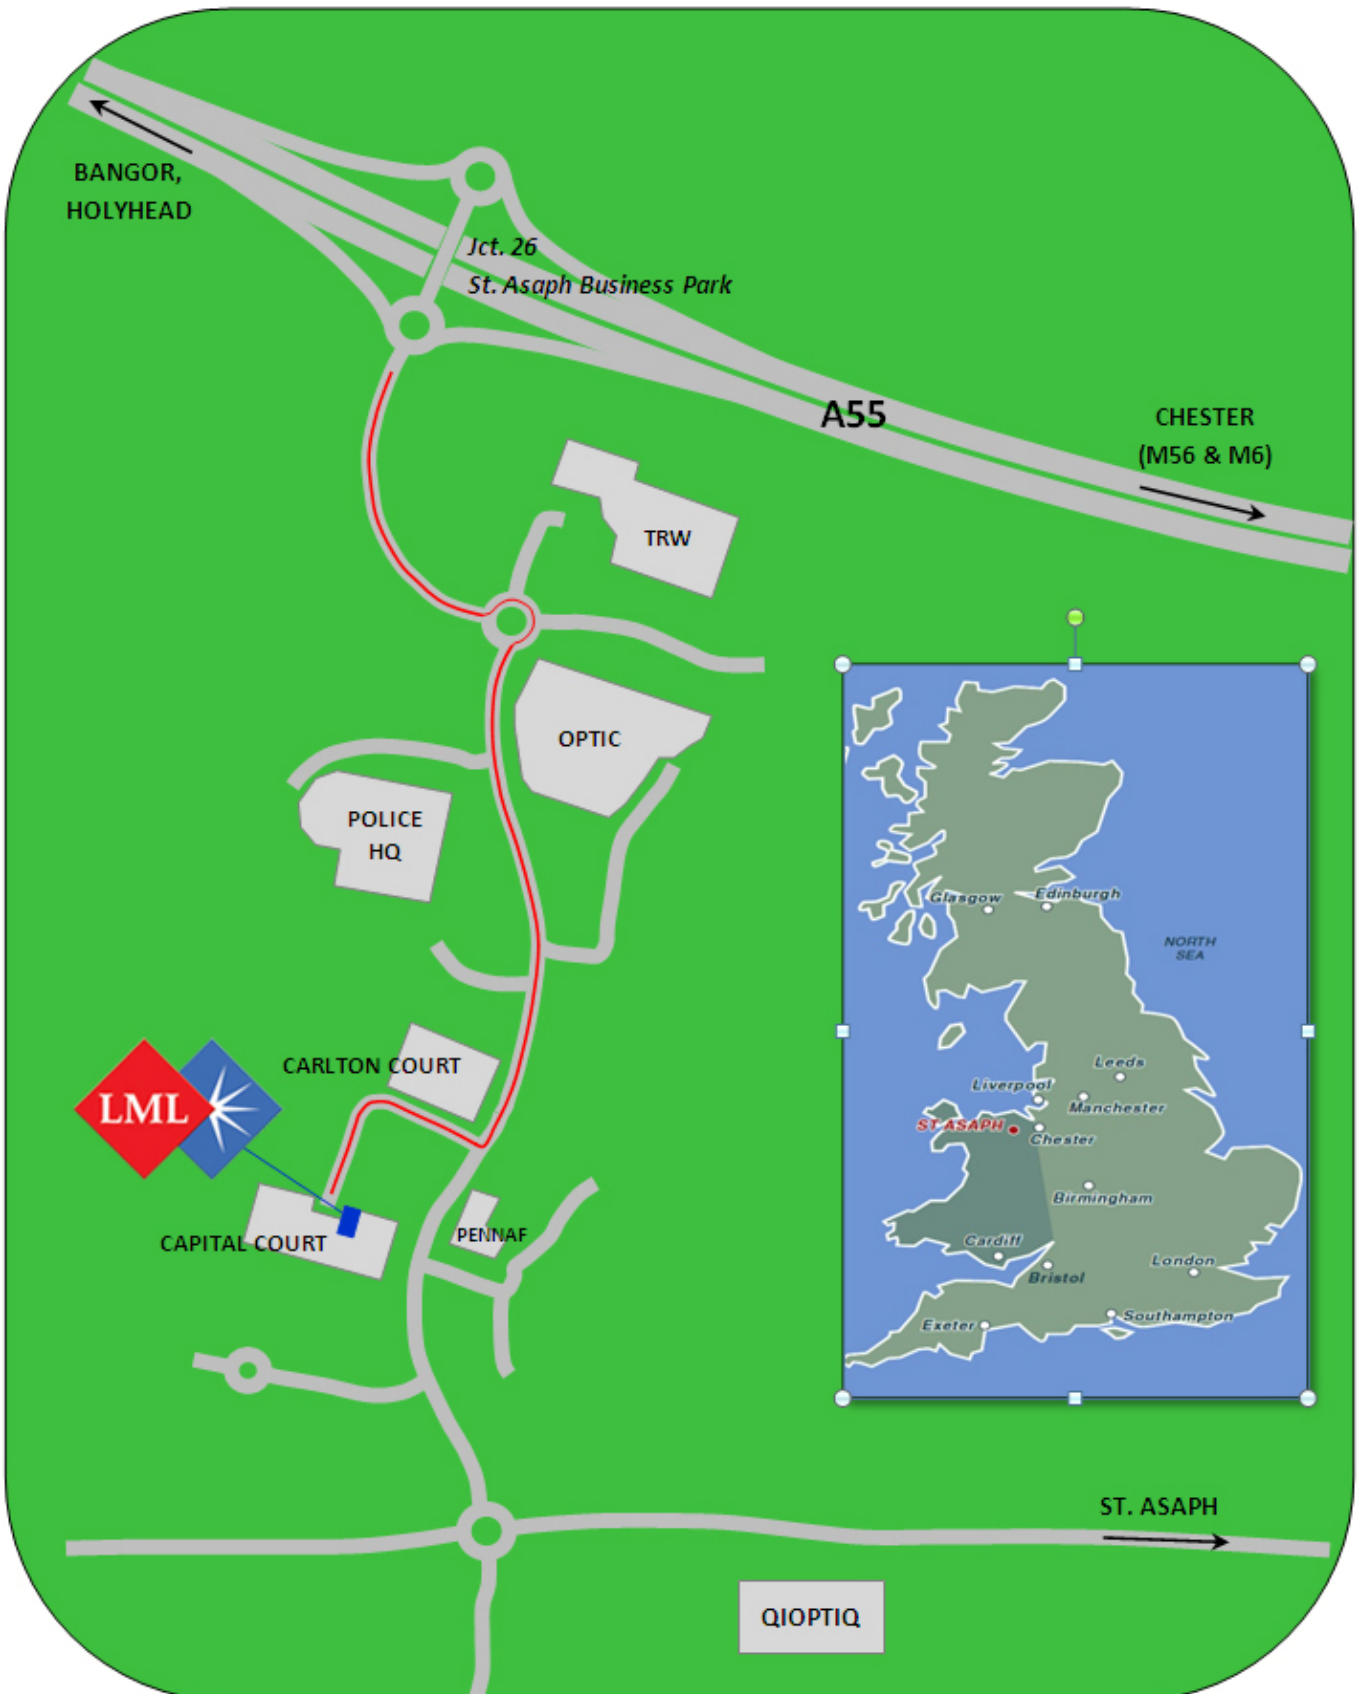 BANGOR,
HOLYHEAD
Jct. 26
St. Asaph Business Park
A55
CHESTER
(M56 & M6)
TRW
OPTIC
POLICE
HQ
CARLTON COURT
LML
CAPITAL COURT
PENNAF
Glasgow
Edinburgh
NORTH
SEA
Leeds
Liverpool
Manchester
ST ASAPH
Chester
Birmingham
Cardiff
London
Bristol
Southampton
Exeter
ST. ASAPH
QIOPTIQ